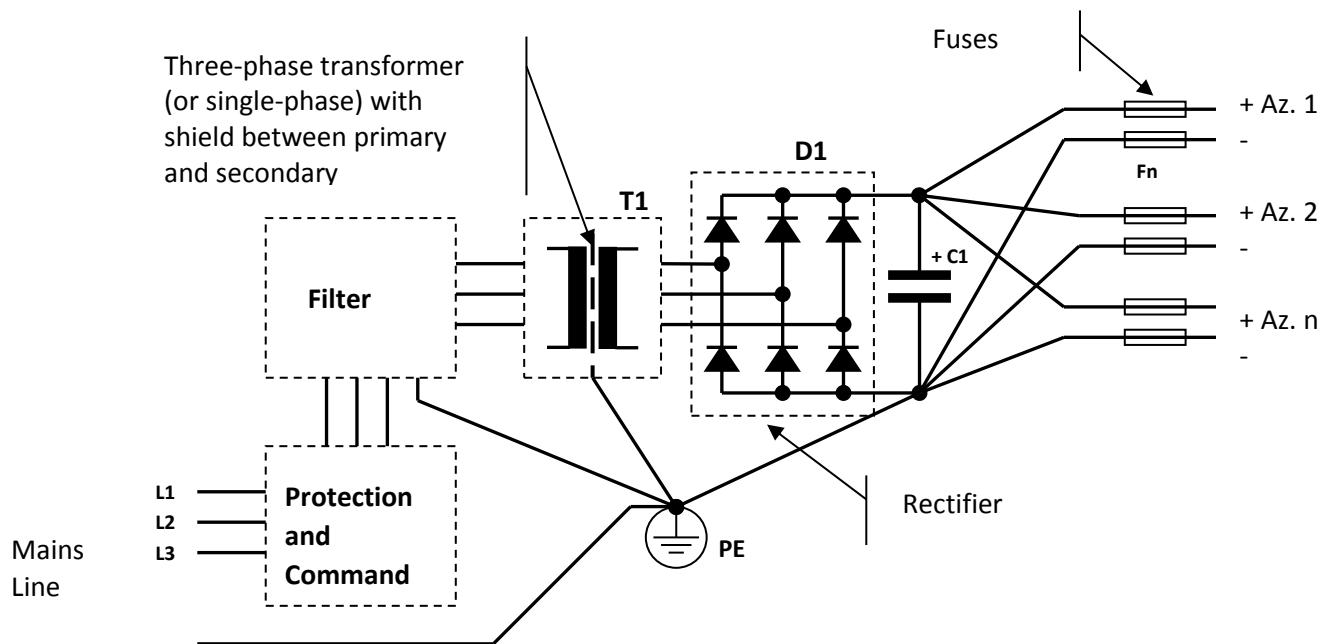 Fuses
Three-phase transformer
(or single-phase) with
shield between primary
and secondary
+ Az. 1
-
D1
Fn
T1
+ Az. 2
-
+ C1
Filter
+ Az. n
-
L1
L2
L3
Protection
and
Command
Rectifier
Mains
Line
PE